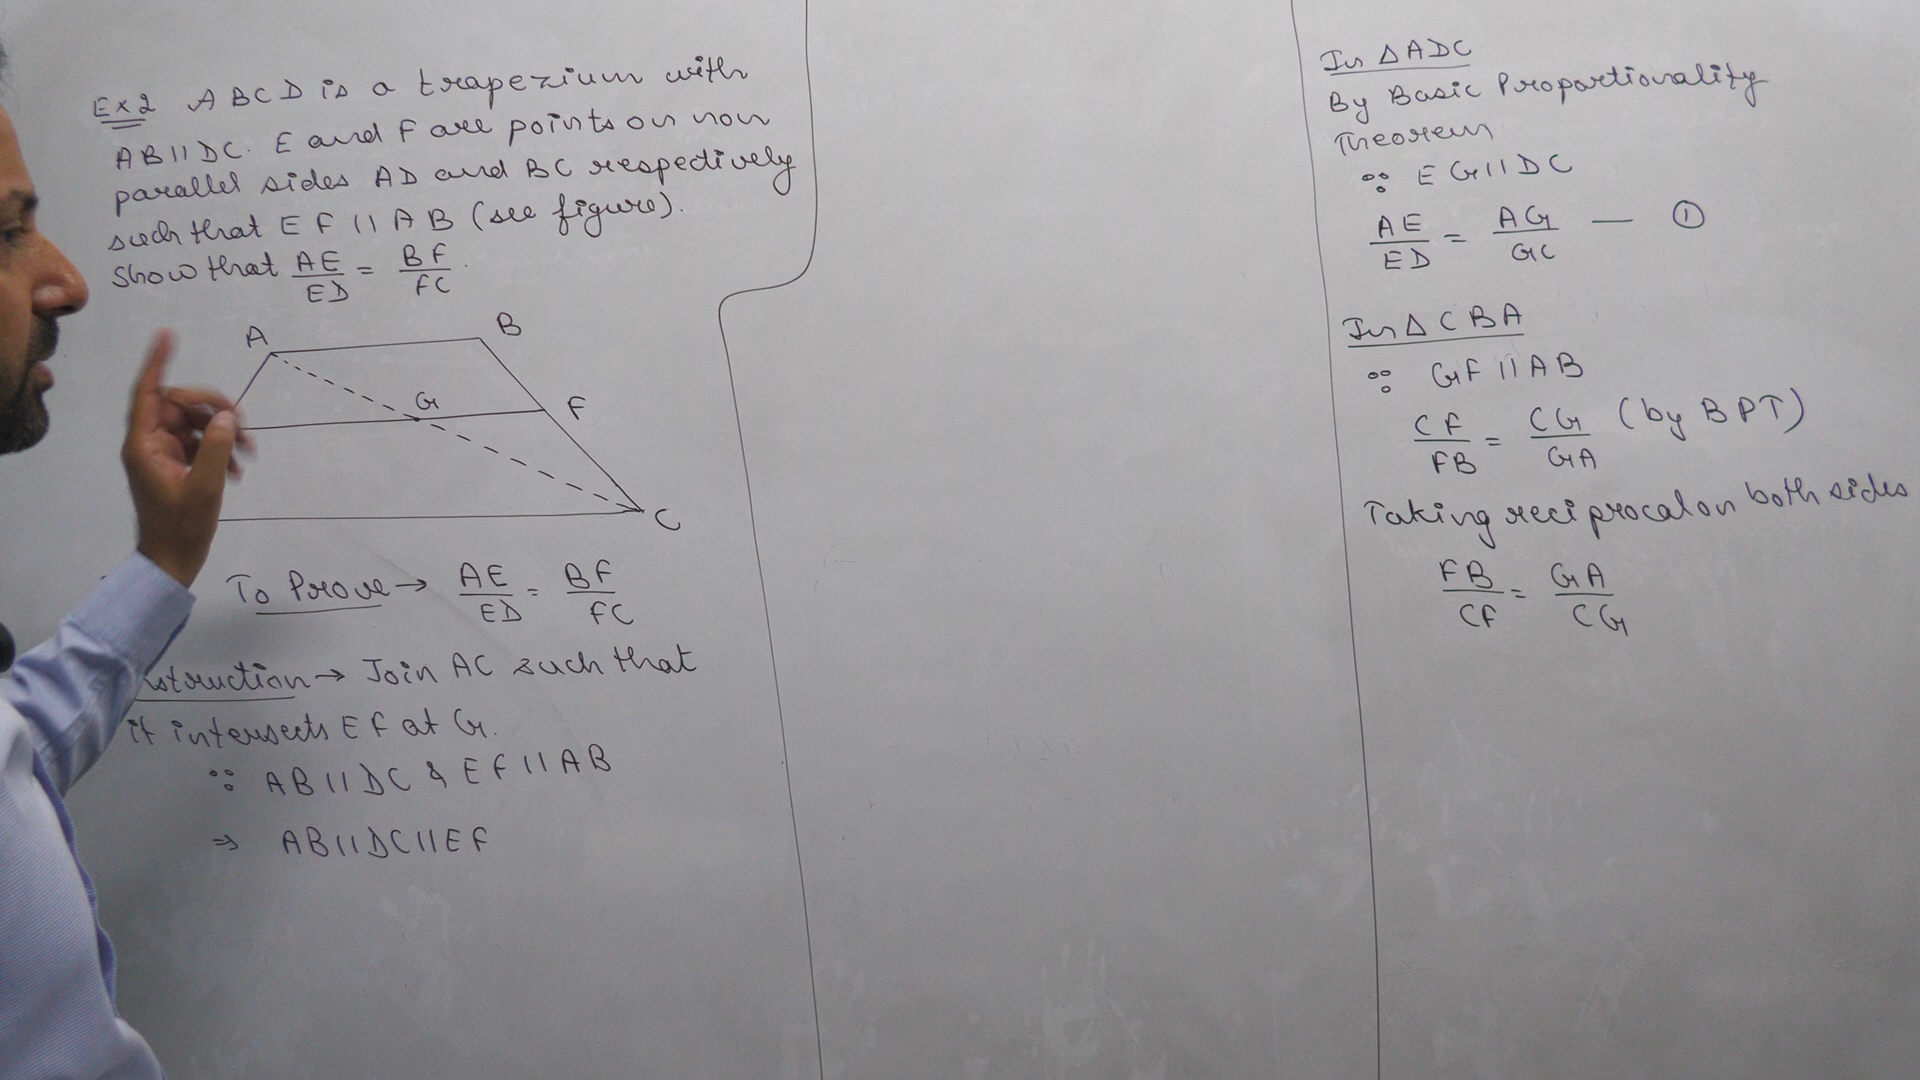 Ex 2 ABCD is a trapezium with
AB || DC. E and F are points on non
parallel sides AD and BC respectively
such that EF || AB (see figure).
Show that AE/ED = BF/FC.
A B
G F
C
To Prove → AE/ED = BF/FC
struction → Join AC such that
it intersects EF at G.
∵ AB || DC & EF || AB
⇒ AB || DC || EF
In △ADC
By Basic Proportionality
Theorem
∵ EG || DC
AE/ED = AG/GC — ①
In △CBA
∵ GF || AB
CF/FB = CG/GA (by BPT)
Taking reciprocal on both sides
FB/CF = GA/CG